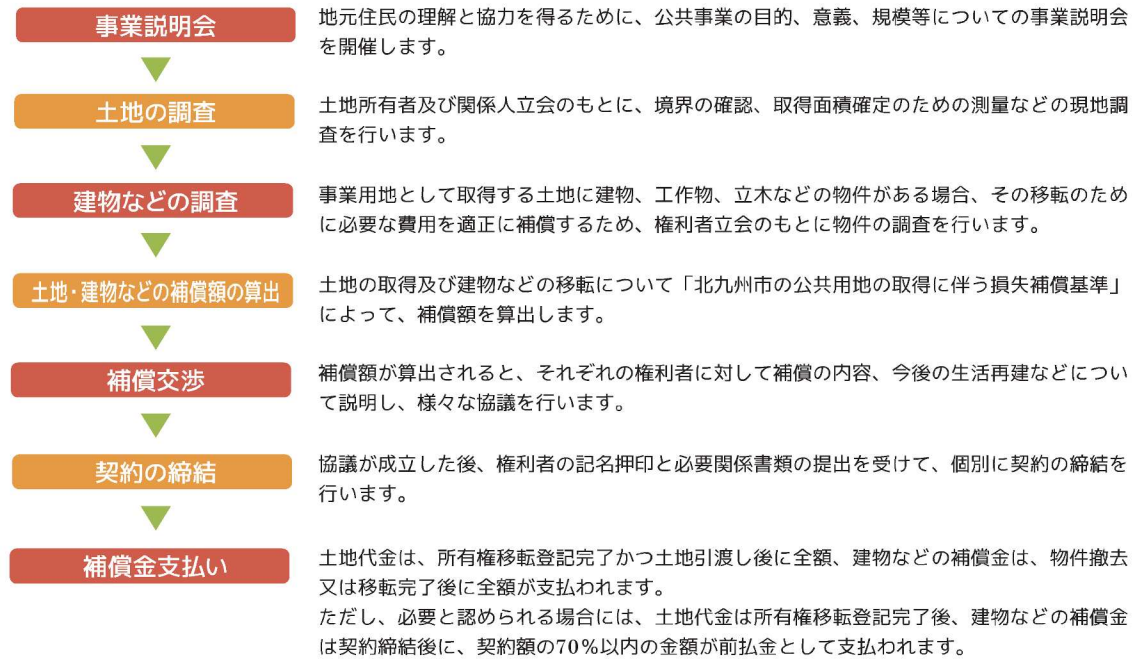 事業説明会
地元住民の理解と協力を得るために、公共事業の目的、意義、規模等についての事業説明会
を開催します。
土地の調査
土地所有者及び関係人立会のもとに、境界の確認、取得面積確定のための測量などの現地調
査を行います。
建物などの調査
事業用地として取得する土地に建物、工作物、立木などの物件がある場合、その移転のため
に必要な費用を適正に補償するため、権利者立会のもとに物件の調査を行います。
土地・建物などの補償額の算出
土地の取得及び建物などの移転について「北九州市の公共用地の取得に伴う損失補償基準」
によって、補償額を算出します。
補償交渉
補償額が算出されると、それぞれの権利者に対して補償の内容、今後の生活再建などについ
て説明し、様々な協議を行います。
契約の締結
協議が成立した後、権利者の記名押印と必要関係書類の提出を受けて、個別に契約の締結を
行います。
補償金支払い
土地代金は、所有権移転登記完了かつ土地引渡し後に全額、建物などの補償金は、物件撤去
又は移転完了後に全額が支払われます。
ただし、必要と認められる場合には、土地代金は所有権移転登記完了後、建物などの補償金
は契約締結後に、契約額の70％以内の金額が前払金として支払われます。